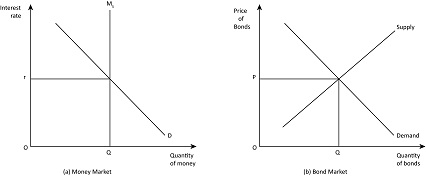 Interest
rate
Ms
r
O
Q
D
Quantity
of money
(a) Money Market
Price
of
Bonds
Supply
P
O
Q
Demand
Quantity
of bonds
(b) Bond Market